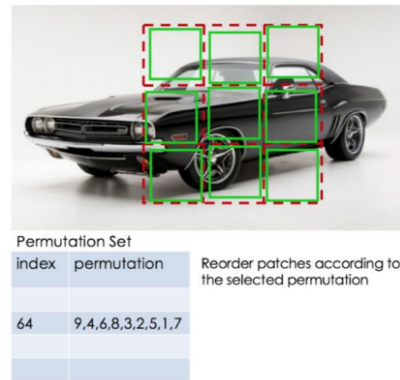 Permutation Set
index permutation
64 9,4,6,8,3,2,5,1,7
Reorder patches according to
the selected permutation